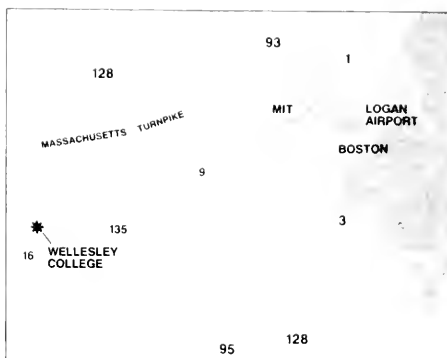 93
1
128
MIT
LOGAN
AIRPORT
MASSACHUSETTS TURNPIKE
BOSTON
9
3
135
16
WELLESLEY
COLLEGE
128
95